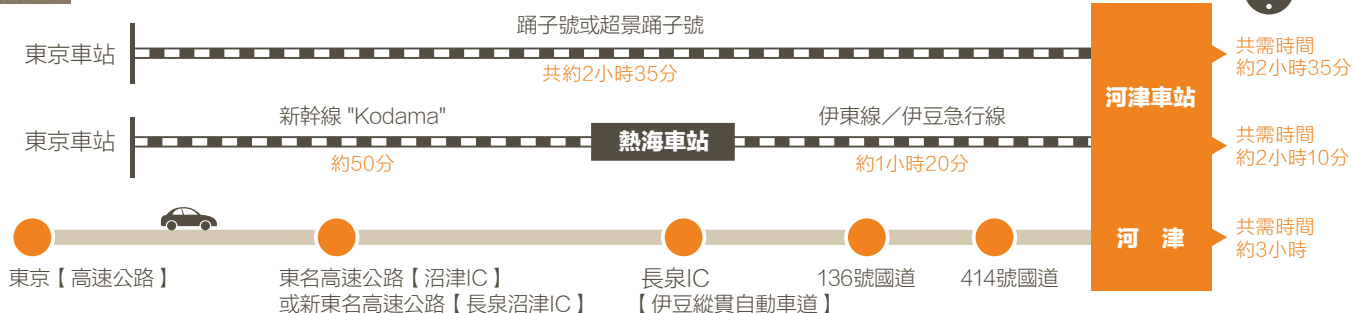 踊子號或超景踊子號
東京車站
共約2小時35分
共需時間
約2小時35分
河津車站
新幹線 "Kodama"
伊東線／伊豆急行線
東京車站
熱海車站
約50分
約1小時20分
共需時間
約2小時10分
河 津
共需時間
約3小時
東京【高速公路】
東名高速公路【沼津IC】
或新東名高速公路【長泉沼津IC】
長泉IC
【伊豆縱貫自動車道】
136號國道
414號國道